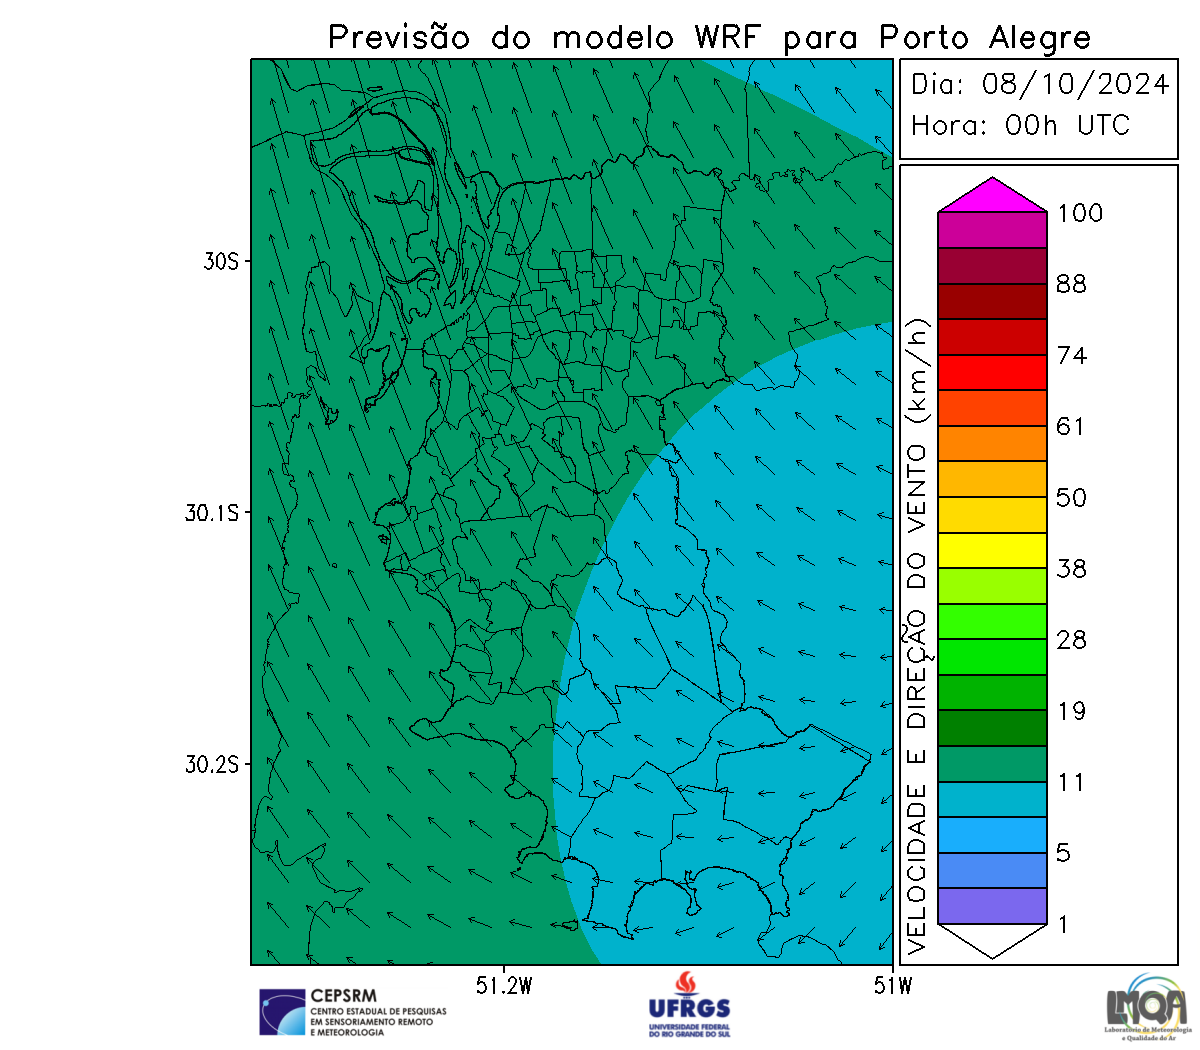 Previsão do modelo WRF para Porto Alegre
Dia: 08/10/2024
Hora: 00h UTC
30S
30.1S
30.2S
51.2W
51W
VELOCIDADE E DIREÇÃO DO VENTO (km/h)
100
88
74
61
50
38
28
19
11
5
1
CEPSRM
CENTRO ESTADUAL DE PESQUISAS
EM SENSORIAMENTO REMOTO
E METEOROLOGIA
UFRGS
UNIVERSIDADE FEDERAL
DO RIO GRANDE DO SUL
LMQA
Laboratório de Meteorologia
e Qualidade do Ar